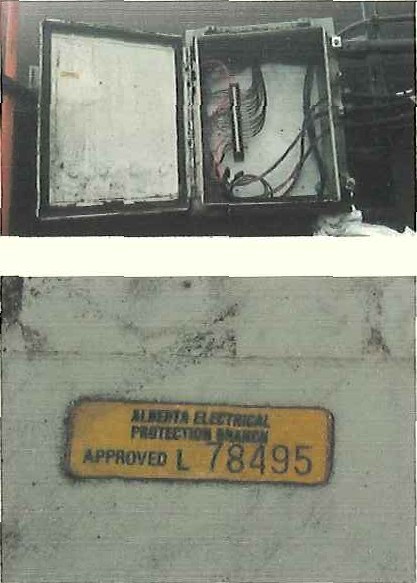 ALBERTA ELECTRICAL
PROTECTION BRANCH
APPROVED L 78495